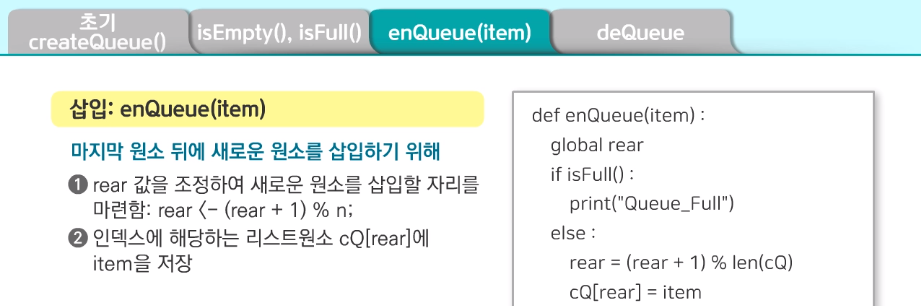 초기
createQueue()
isEmpty(), isFull()
enQueue(item)
deQueue
삽입: enQueue(item)
마지막 원소 뒤에 새로운 원소를 삽입하기 위해
❶ rear 값을 조정하여 새로운 원소를 삽입할 자리를
마련함: rear <- (rear + 1) % n;
❷ 인덱스에 해당하는 리스트원소 cQ[rear]에
item을 저장
def enQueue(item) :
global rear
if isFull() :
print("Queue_Full")
else :
rear = (rear + 1) % len(cQ)
cQ[rear] = item